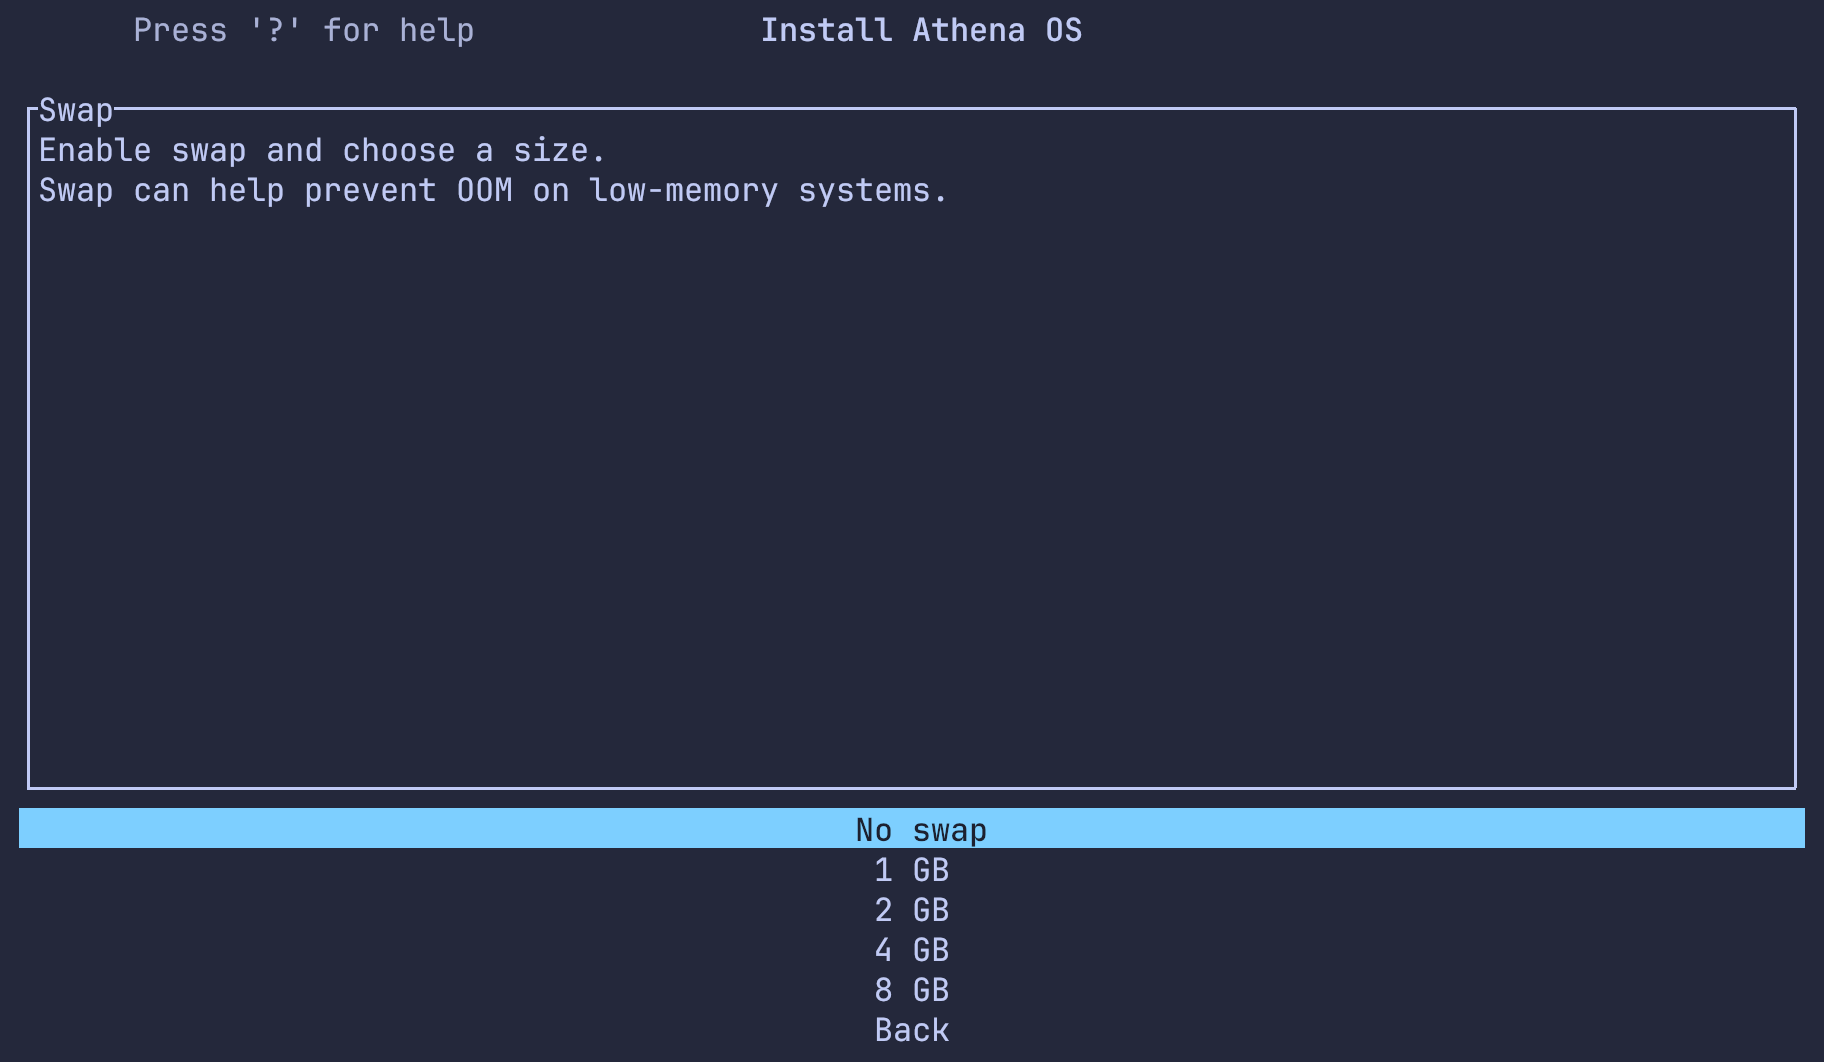 Press '?' for help
Install Athena OS
Swap
Enable swap and choose a size.
Swap can help prevent OOM on low-memory systems.
No swap
1 GB
2 GB
4 GB
8 GB
Back